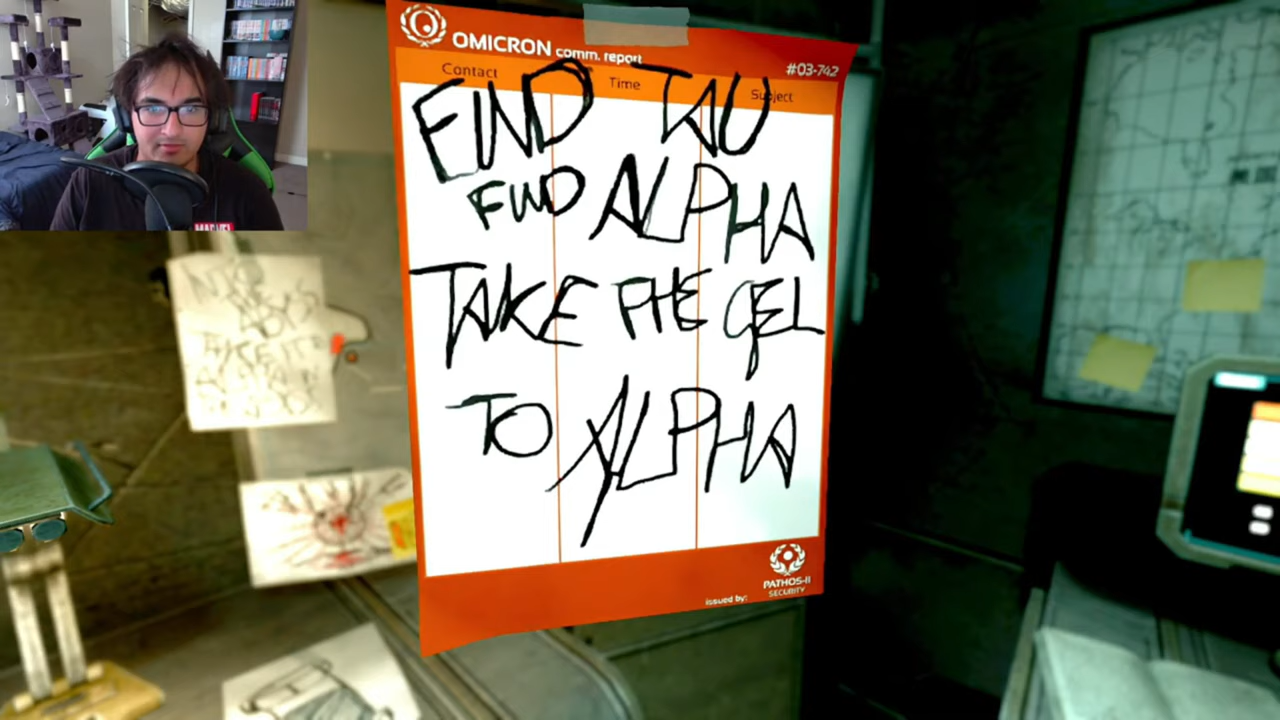 OMICRON comm. report
#03-742
Contact Time Subject
FIND TAU
FIND ALPHA
TAKE THE GEL
TO ALPHA
PATHOS-II
SECURITY
issued by:
MARVEL